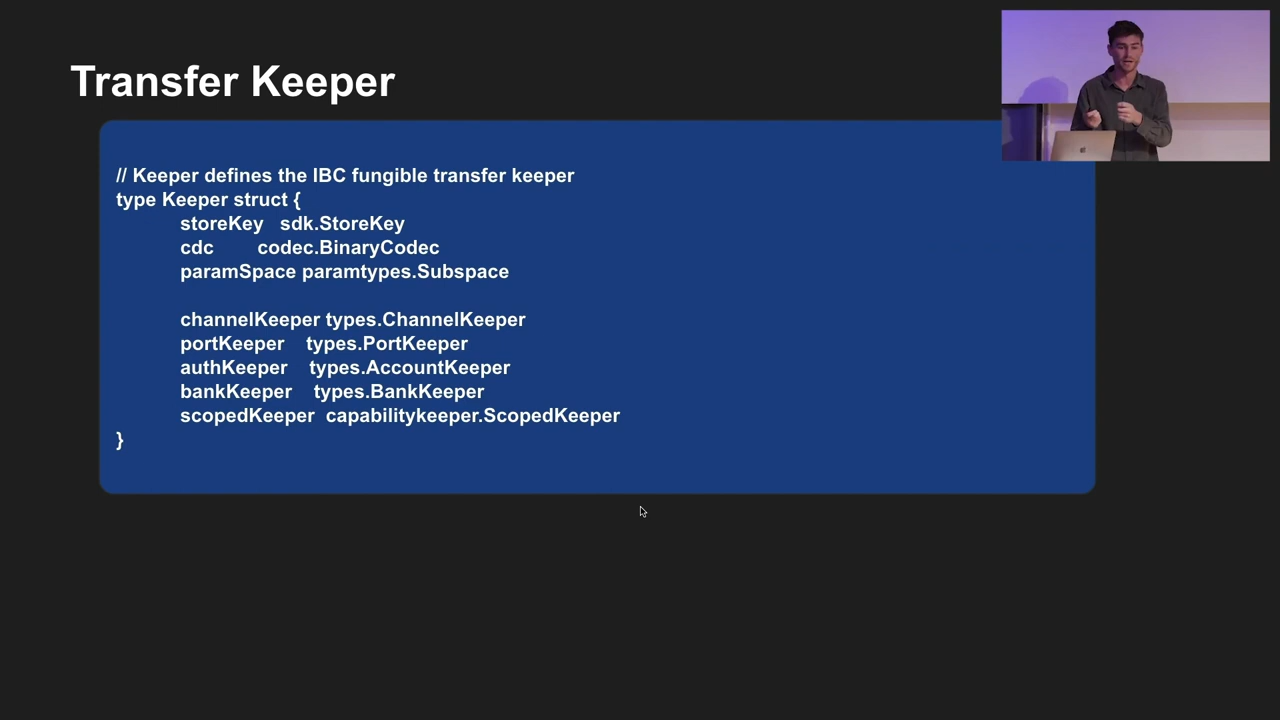 Transfer Keeper
// Keeper defines the IBC fungible transfer keeper
type Keeper struct {
storeKey sdk.StoreKey
cdc codec.BinaryCodec
paramSpace paramtypes.Subspace
channelKeeper types.ChannelKeeper
portKeeper types.PortKeeper
authKeeper types.AccountKeeper
bankKeeper types.BankKeeper
scopedKeeper capabilitykeeper.ScopedKeeper
}